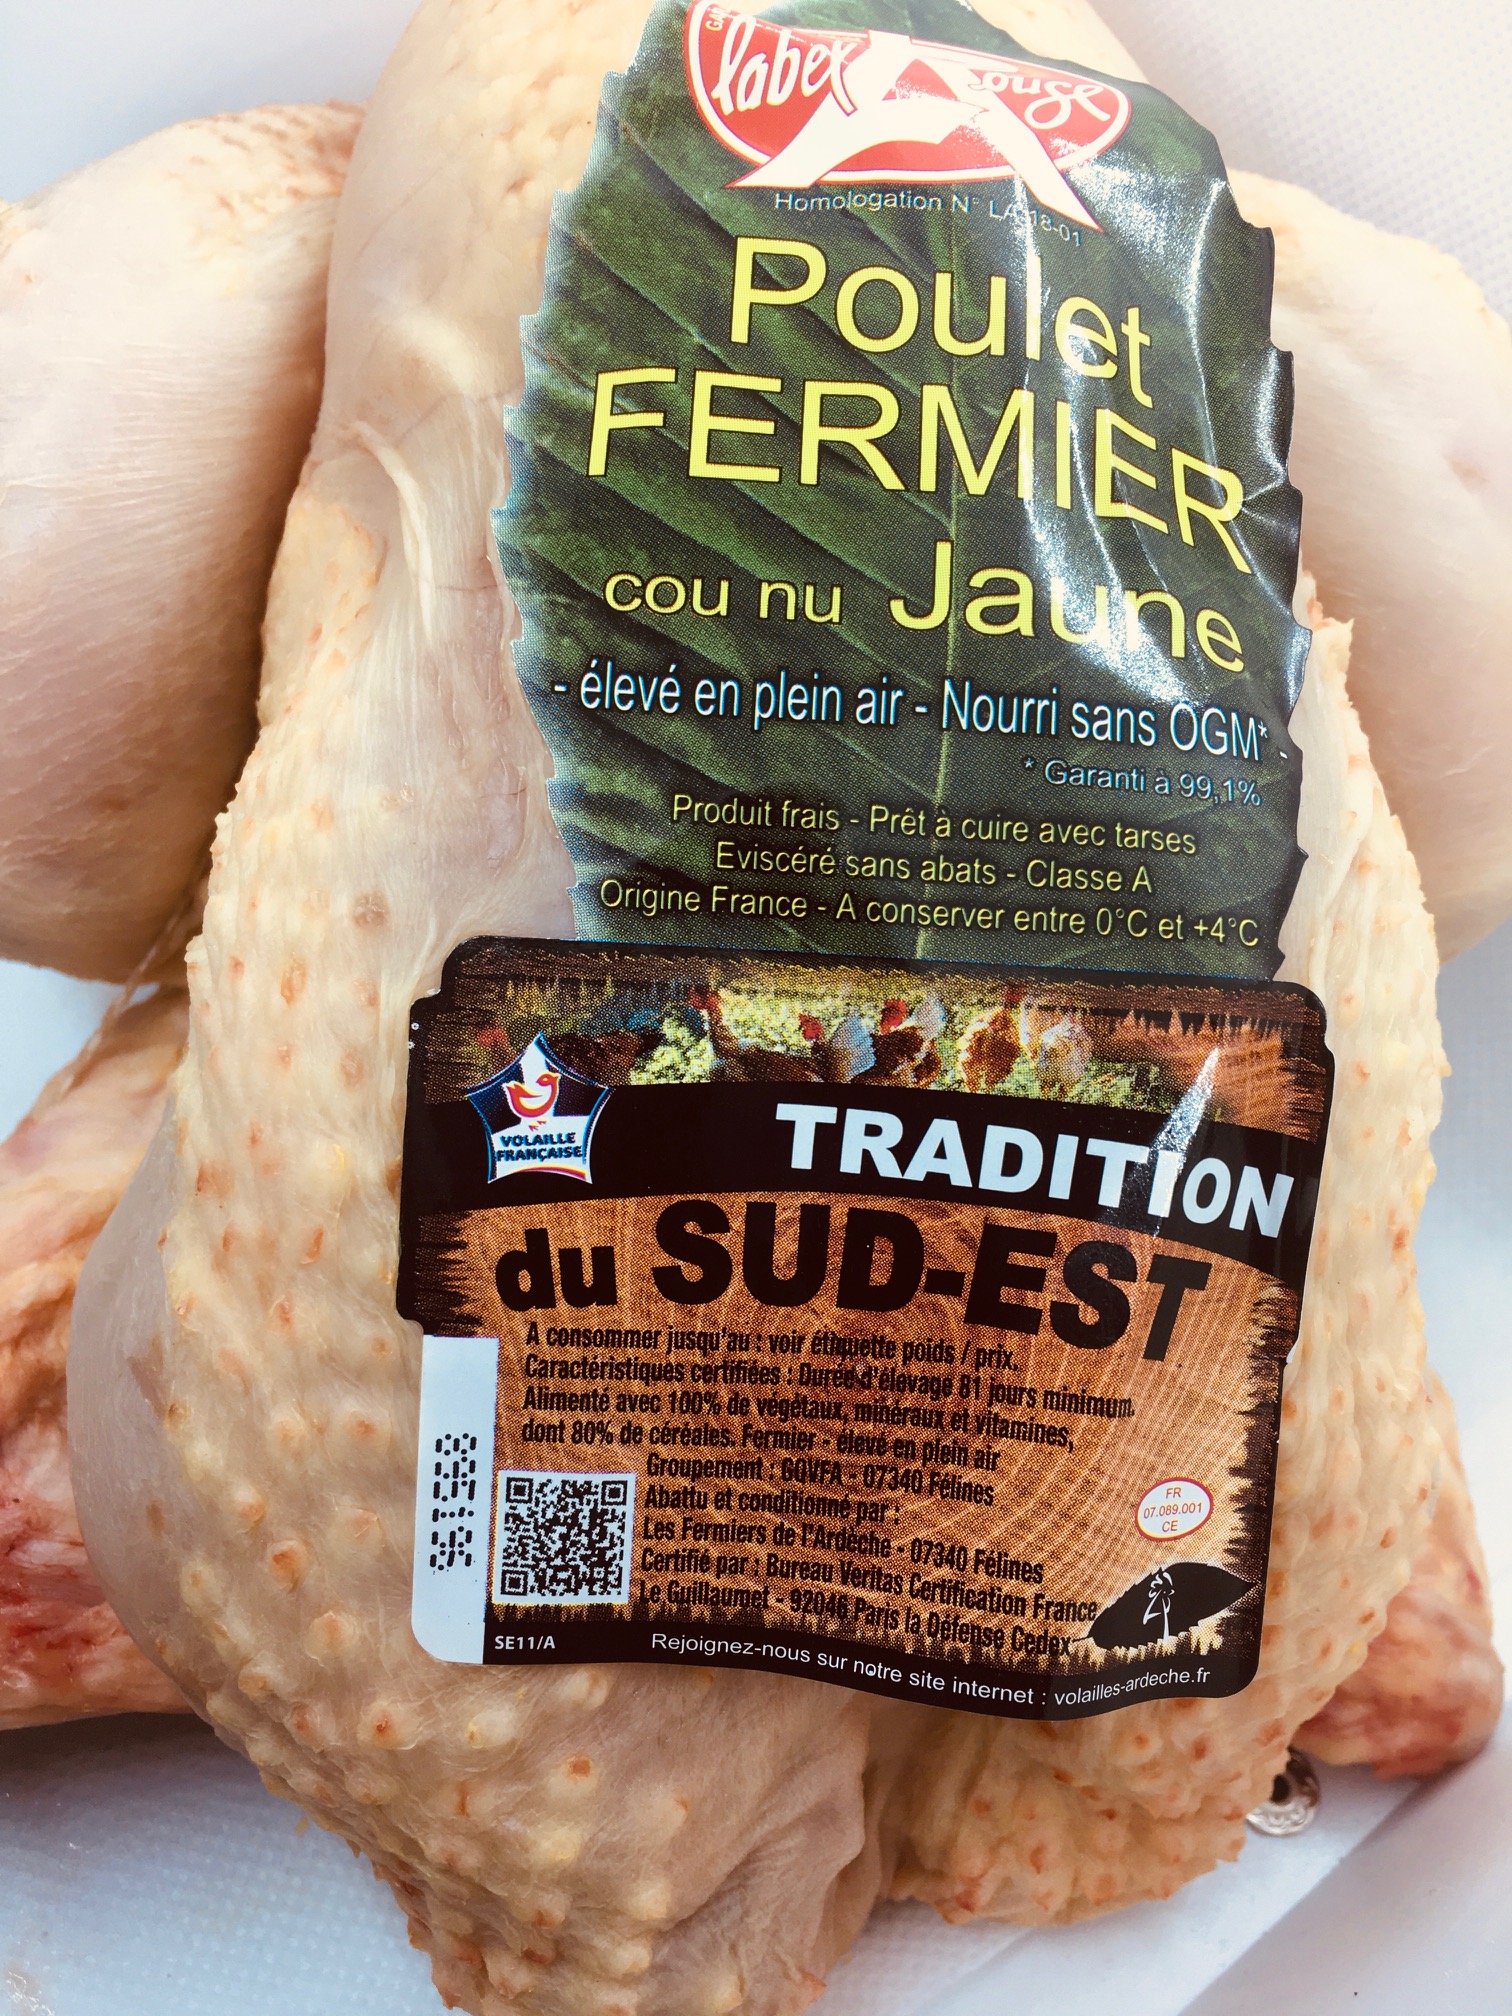 label Rouge
Homologation N° LA 18-01
Poulet
FERMIER
cou nu Jaune
- élevé en plein air - Nourri sans OGM* -
* Garanti à 99,1%
Produit frais - Prêt à cuire avec tarses
Eviscéré sans abats - Classe A
Origine France - A conserver entre 0°C et +4°C
VOLAILLE
FRANÇAISE
TRADITION
du SUD-EST
A consommer jusqu'au : voir étiquette poids / prix.
Caractéristiques certifiées : Durée d'élevage 81 jours minimum.
Alimenté avec 100% de végétaux, minéraux et vitamines,
dont 80% de céréales. Fermier - élevé en plein air
Groupement : GQVFA - 07340 Félines
Abattu et conditionné par :
Les Fermiers de l'Ardèche - 07340 Félines
Certifié par : Bureau Veritas Certification France
Le Guillaumet - 92046 Paris la Défense Cedex
FR
07.089.001
CE
SE11/A
Rejoignez-nous sur notre site internet : volailles-ardeche.fr